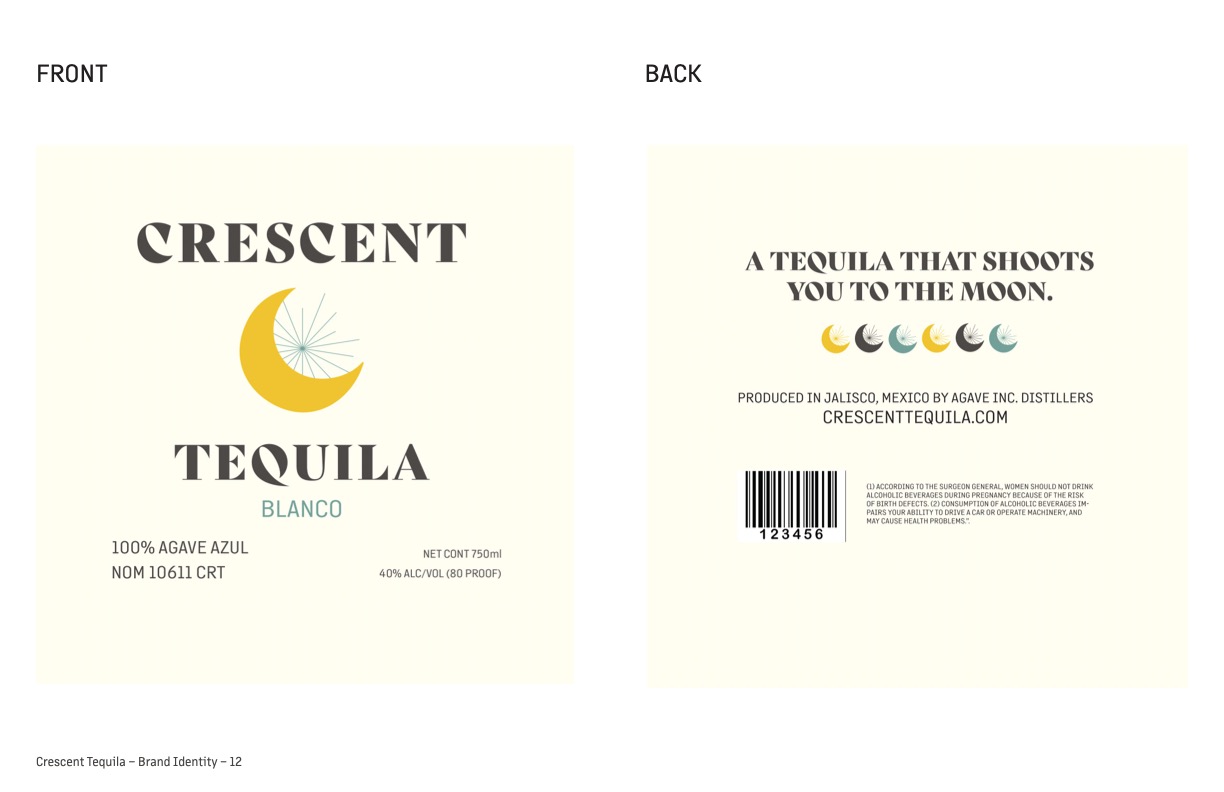 FRONT
CRESCENT
TEQUILA
BLANCO
100% AGAVE AZUL
NOM 10611 CRT
NET CONT 750ml
40% ALC/VOL (80 PROOF)
BACK
A TEQUILA THAT SHOOTS
YOU TO THE MOON.
PRODUCED IN JALISCO, MEXICO BY AGAVE INC. DISTILLERS
CRESCENTTEQUILA.COM
123456
(1) ACCORDING TO THE SURGEON GENERAL, WOMEN SHOULD NOT DRINK
ALCOHOLIC BEVERAGES DURING PREGNANCY BECAUSE OF THE RISK
OF BIRTH DEFECTS. (2) CONSUMPTION OF ALCOHOLIC BEVERAGES IM-
PAIRS YOUR ABILITY TO DRIVE A CAR OR OPERATE MACHINERY, AND
MAY CAUSE HEALTH PROBLEMS.".
Crescent Tequila – Brand Identity – 12